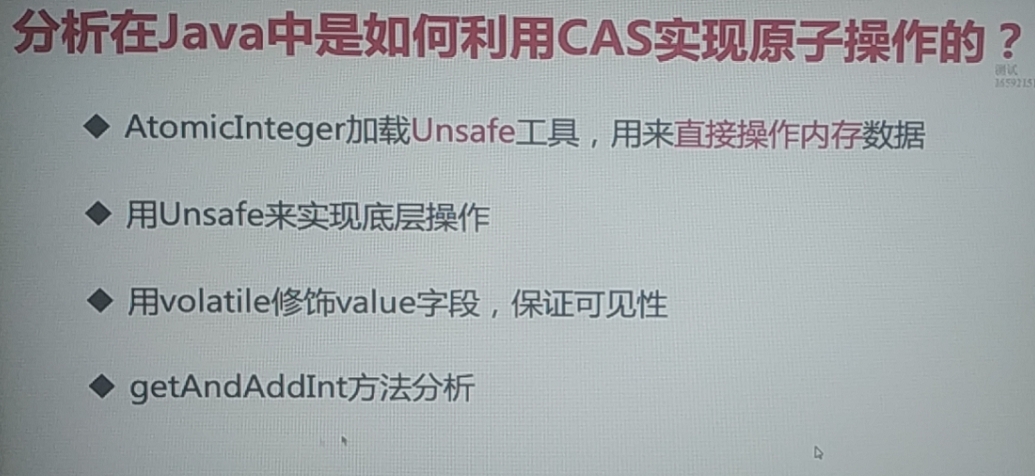 分析在Java中是如何利用CAS实现原子操作的？
测试
◆ AtomicInteger加载Unsafe工具，用来直接操作内存数据
◆ 用Unsafe来实现底层操作
◆ 用volatile修饰value字段，保证可见性
◆ getAndAddInt方法分析